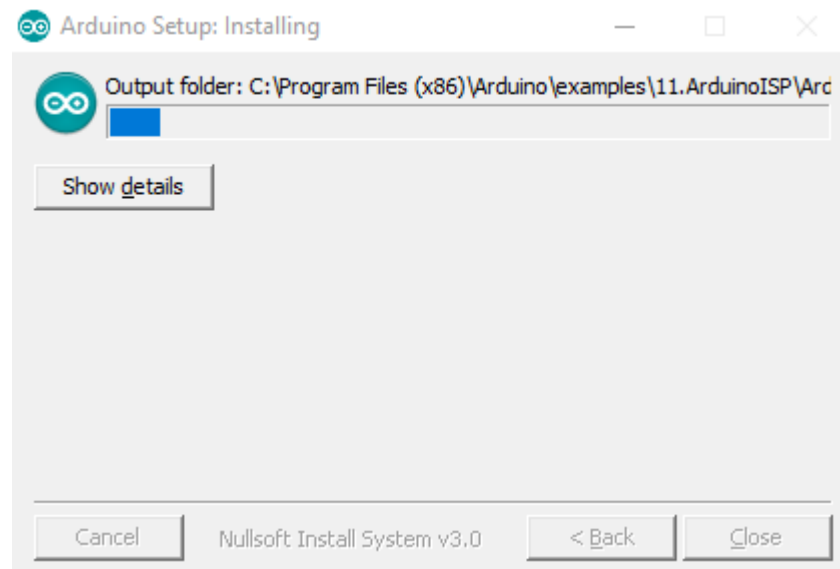 Arduino Setup: Installing
Output folder: C:\Program Files (x86)\Arduino\examples\11.ArduinoISP\Ard
Show details
Cancel Nullsoft Install System v3.0 < Back Close